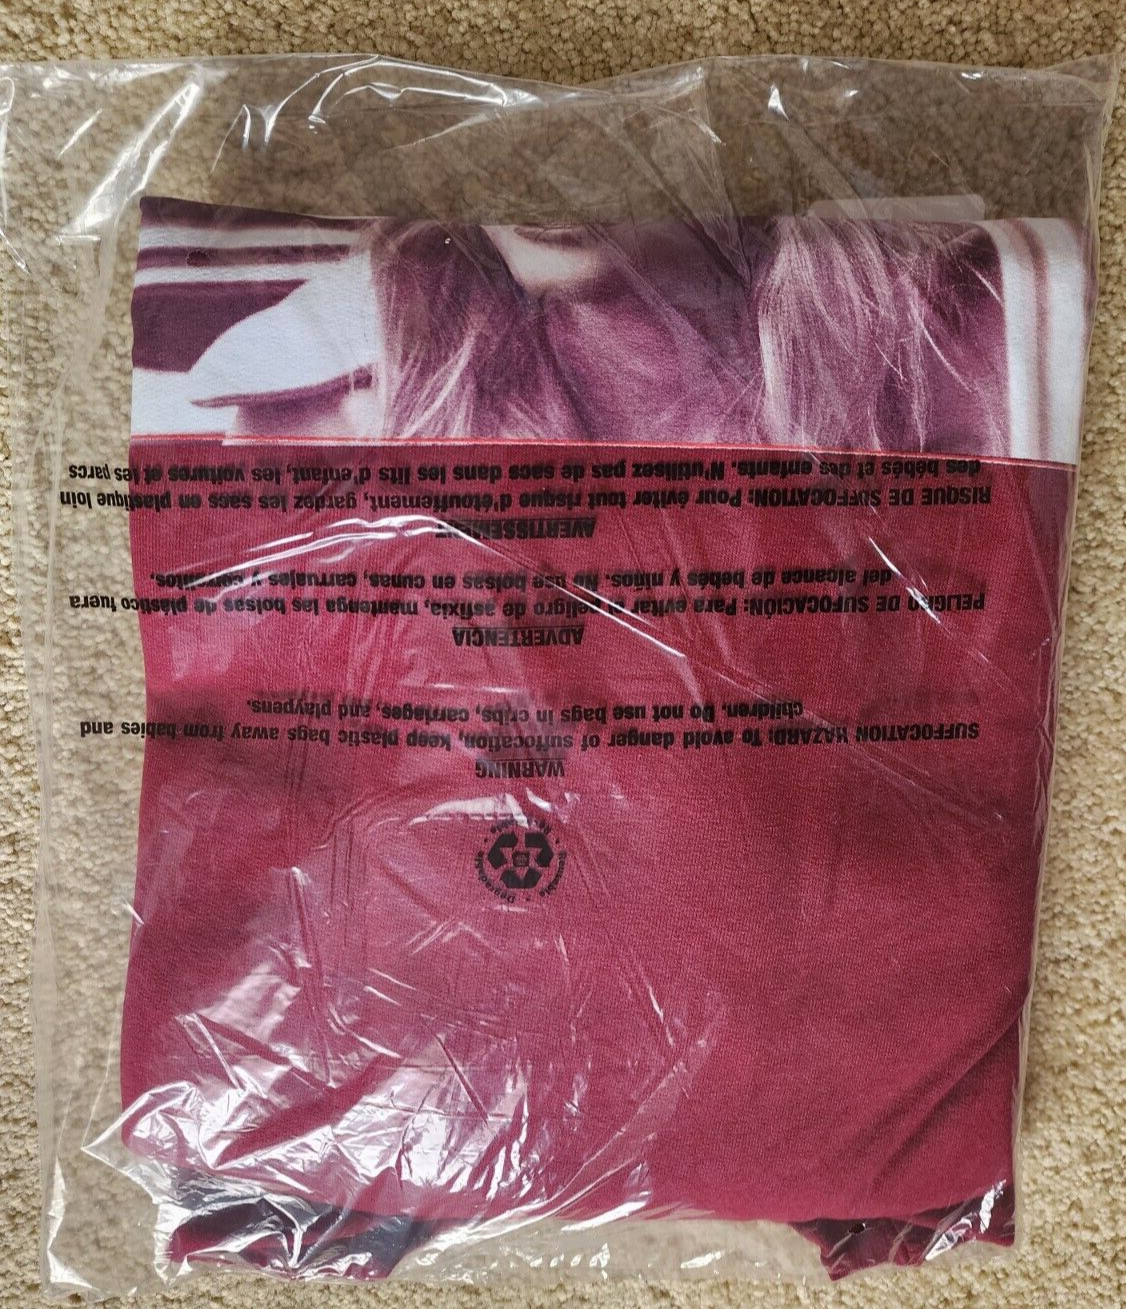 WARNING
SUFFOCATION HAZARD: To avoid danger of suffocation, keep plastic bags away from babies and
children. Do not use bags in cribs, carriages, and playpens.
ADVERTENCIA
PELIGRO DE SUFOCACIÓN: Para evitar el peligro de asfixia, mantenga las bolsas de plástico fuera
del alcance de bebés y niños. No use bolsas en cunas, carruajes y corralitos.
AVERTISSEMENT
RISQUE DE SUFFOCATION: Pour éviter tout risque d'étouffement, gardez les sacs en plastique loin
des bébés et des enfants. N'utilisez pas de sacs dans les lits d'enfant, les voitures et les parcs